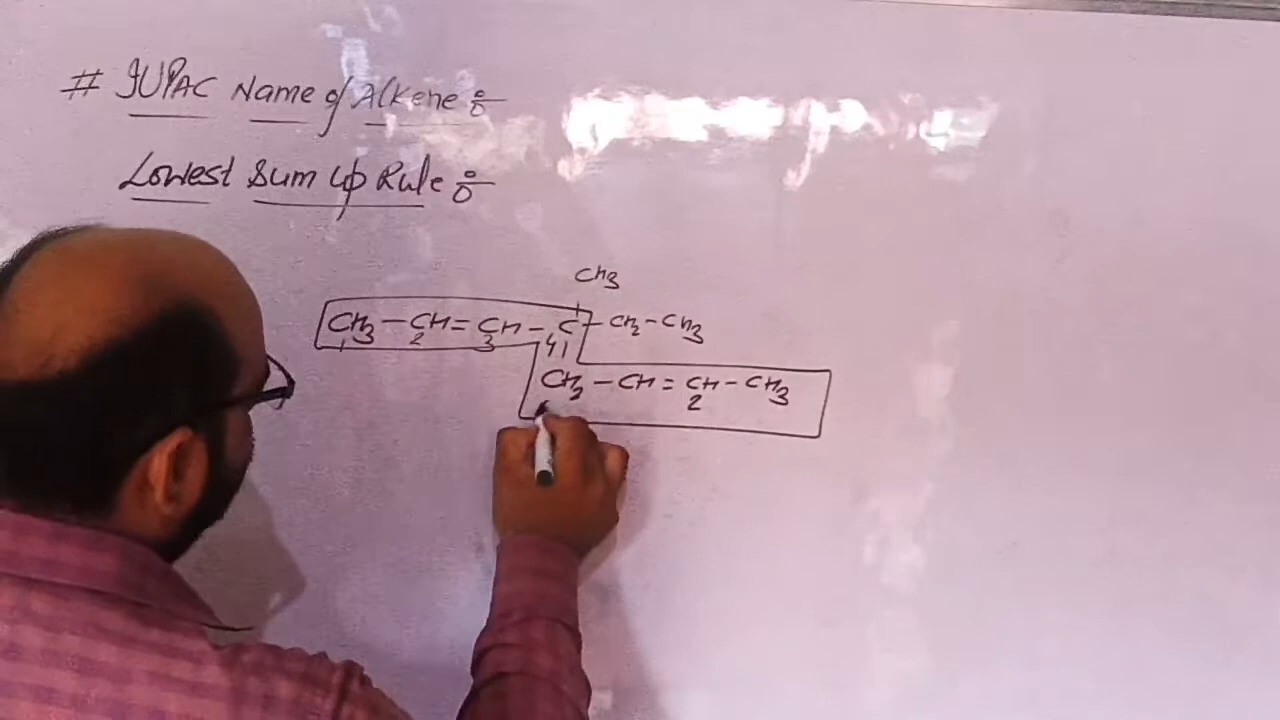 # IUPAC Name of Alkene ÷
Lowest Sum Up Rule ÷
CH3
CH3 - CH = CH - C - CH2 - CH3
1 2 3 4
CH2 - CH = CH - CH3
2